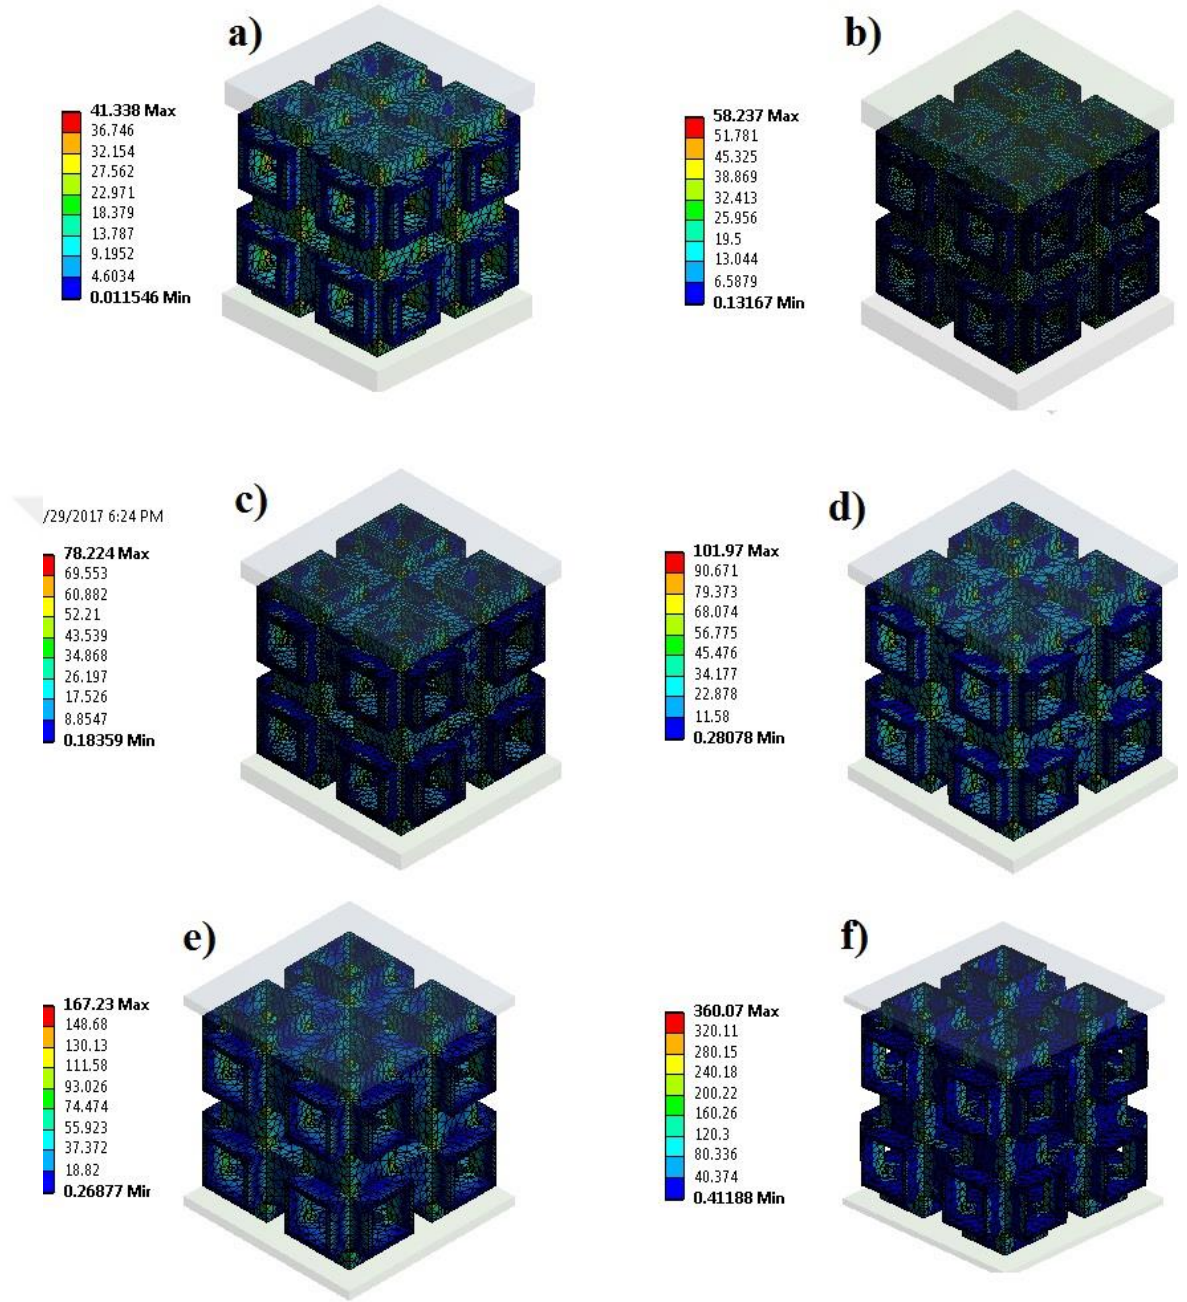 a)
41.338 Max
36.746
32.154
27.562
22.971
18.379
13.787
9.1952
4.6034
0.011546 Min
b)
58.237 Max
51.781
45.325
38.869
32.413
25.956
19.5
13.044
6.5879
0.13167 Min
c)
/29/2017 6:24 PM
78.224 Max
69.553
60.882
52.21
43.539
34.868
26.197
17.526
8.8547
0.18359 Min
d)
101.97 Max
90.671
79.373
68.074
56.775
45.476
34.177
22.878
11.58
0.28078 Min
e)
167.23 Max
148.68
130.13
111.58
93.026
74.474
55.923
37.372
18.82
0.26877 Mir
f)
360.07 Max
320.11
280.15
240.18
200.22
160.26
120.3
80.336
40.374
0.41188 Min